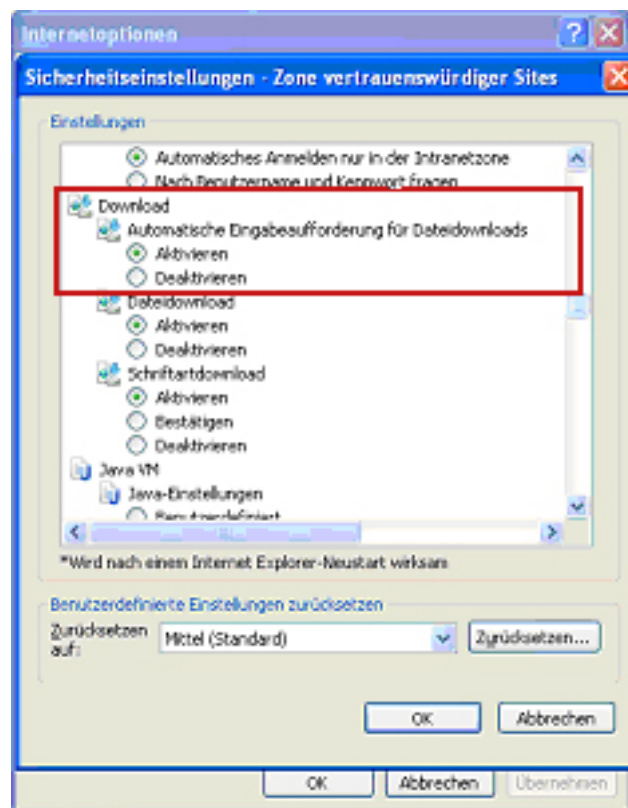 Internetoptionen
Sicherheitseinstellungen - Zone vertrauenswürdiger Sites
Einstellungen
Automatisches Anmelden nur in der Intranetzone
Nach Benutzername und Kennwort fragen
Download
Automatische Eingabeaufforderung für Dateidownloads
Aktivieren
Deaktivieren
Dateidownload
Aktivieren
Deaktivieren
Schriftartdownload
Aktivieren
Bestätigen
Deaktivieren
Java VM
Java-Einstellungen
Benutzerdefiniert
*Wird nach einem Internet Explorer-Neustart wirksam
Benutzerdefinierte Einstellungen zurücksetzen
Zurücksetzen auf: Mittel (Standard) Zurücksetzen...
OK Abbrechen
OK Abbrechen Übernehmen